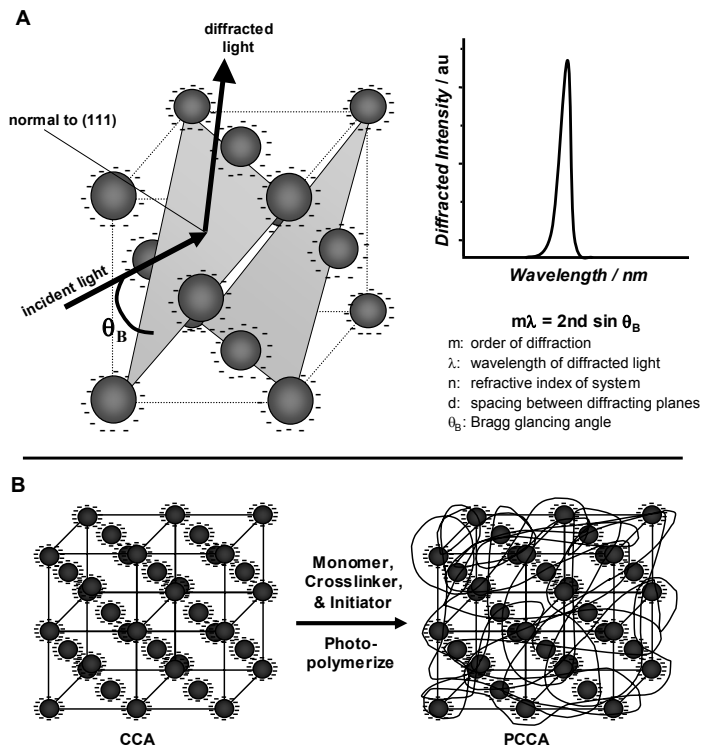 A
diffracted
light
normal to (111)
incident light
θB
Diffracted Intensity / au
Wavelength / nm
mλ = 2nd sin θB
m: order of diffraction
λ: wavelength of diffracted light
n: refractive index of system
d: spacing between diffracting planes
θB: Bragg glancing angle
B
Monomer,
Crosslinker,
& Initiator
Photo-
polymerize
CCA
PCCA